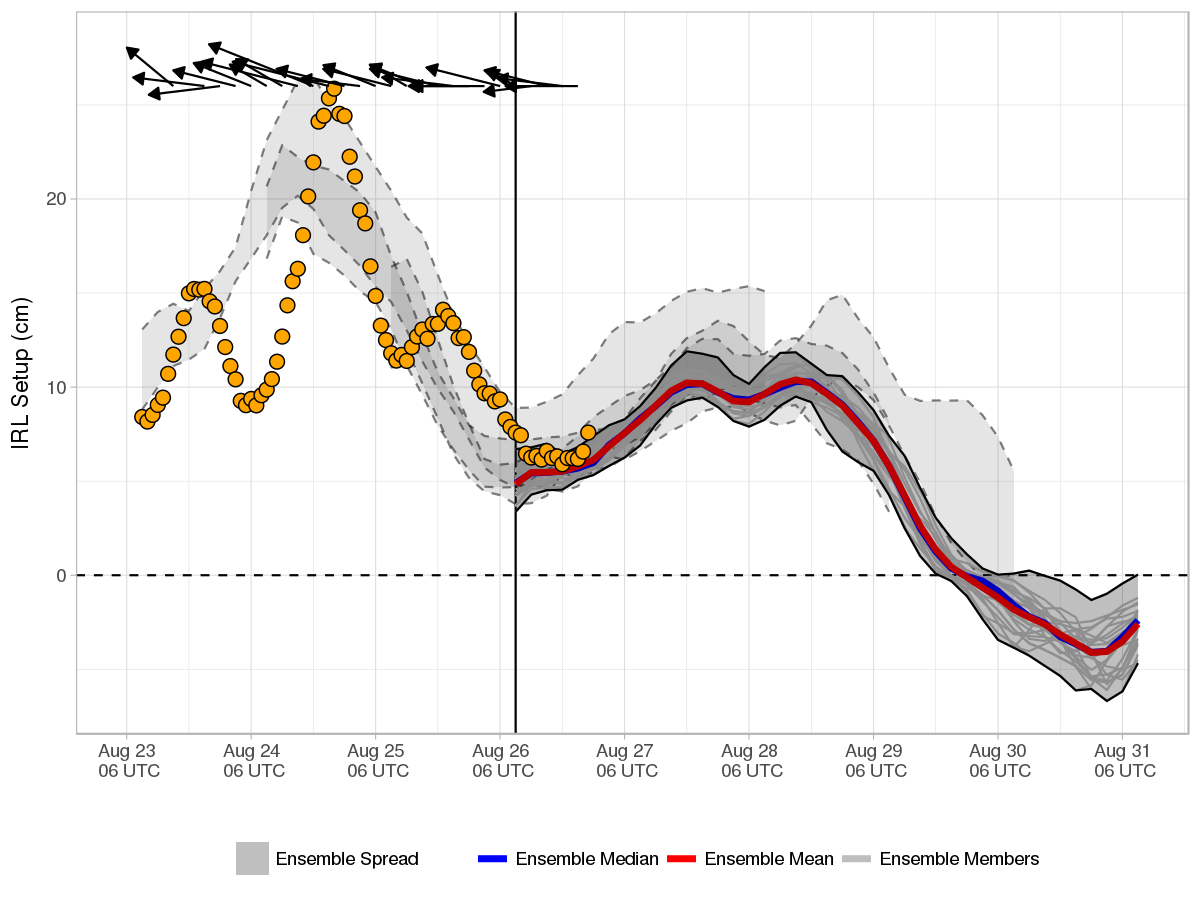 IRL Setup (cm)
20
10
0
Aug 23 Aug 24 Aug 25 Aug 26 Aug 27 Aug 28 Aug 29 Aug 30 Aug 31
06 UTC 06 UTC 06 UTC 06 UTC 06 UTC 06 UTC 06 UTC 06 UTC 06 UTC
Ensemble Spread Ensemble Median Ensemble Mean Ensemble Members